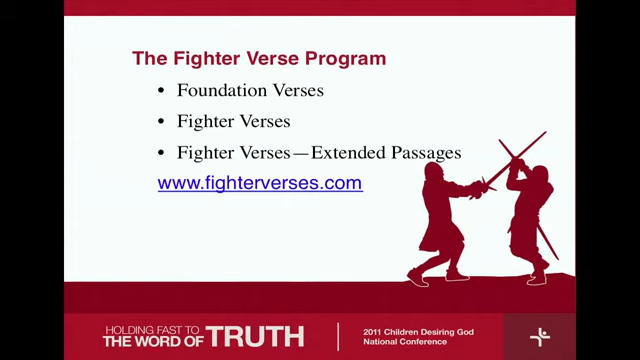 The Fighter Verse Program
• Foundation Verses
• Fighter Verses
• Fighter Verses—Extended Passages
www.fighterverses.com
HOLDING FAST TO
THE WORD OF TRUTH
2011 Children Desiring God
National Conference